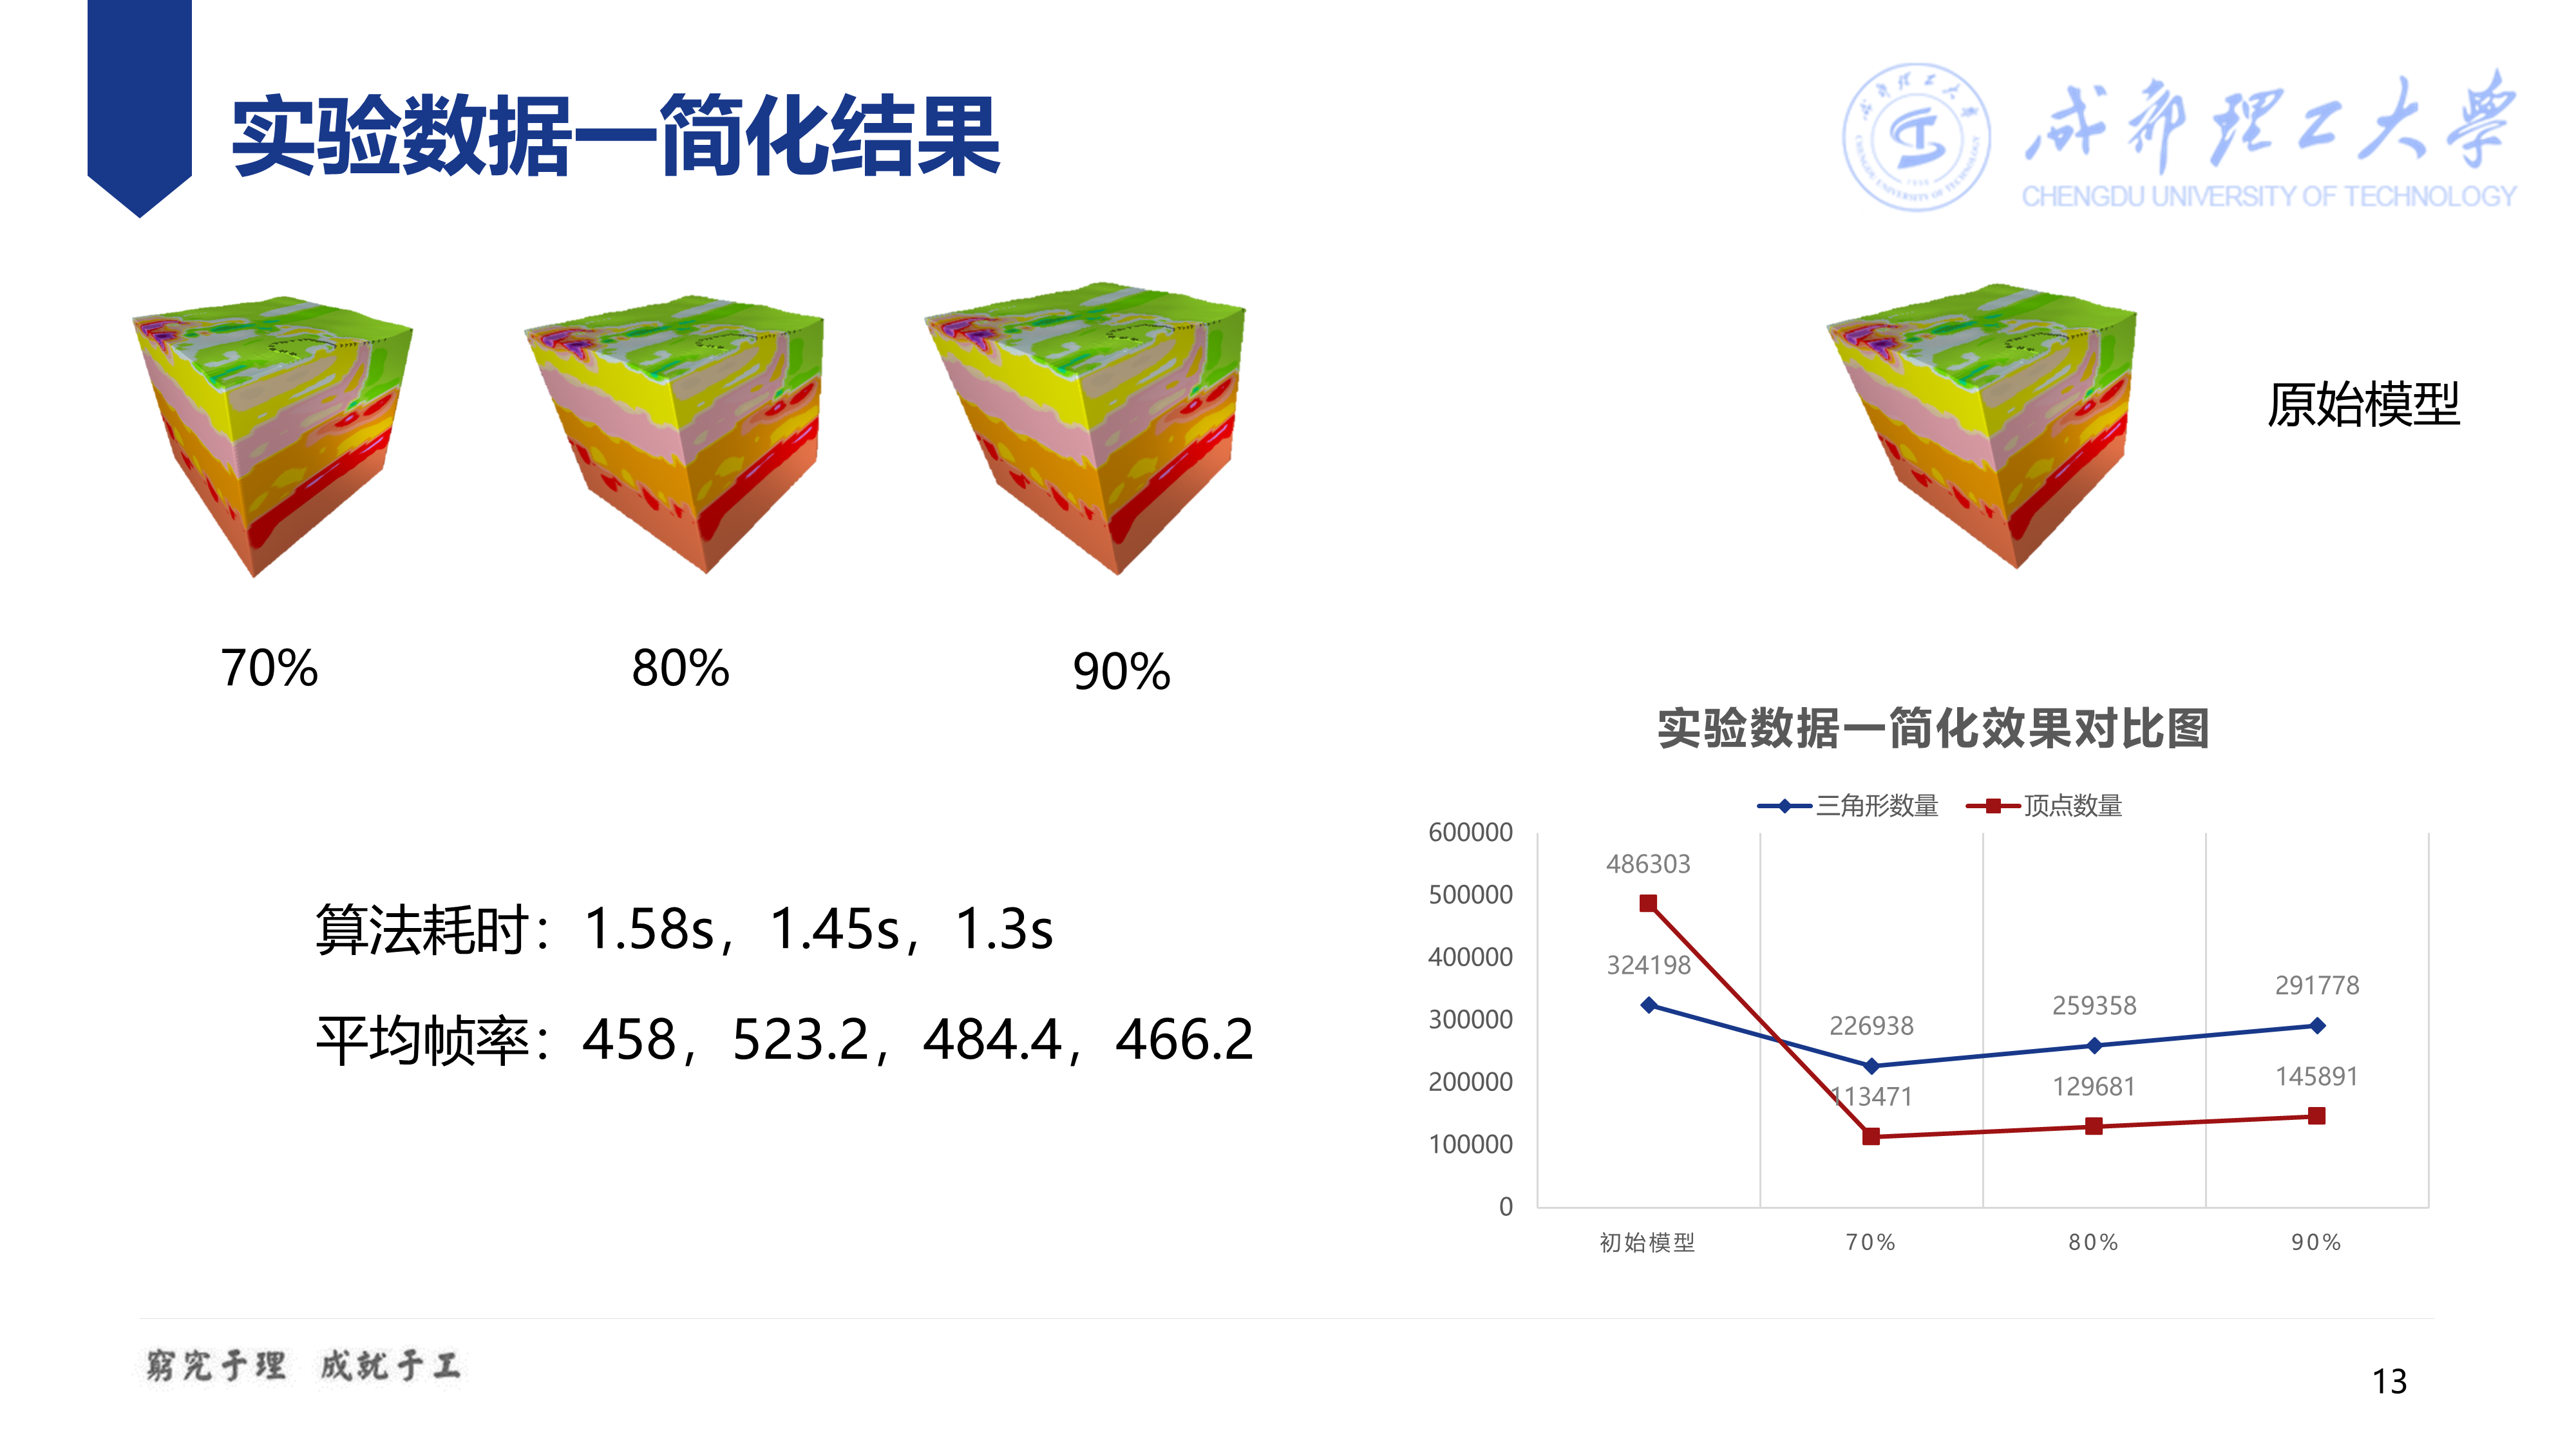 实验数据一简化结果
成都理工大学
CHENGDU UNIVERSITY OF TECHNOLOGY
原始模型
70%
80%
90%
实验数据一简化效果对比图
三角形数量 顶点数量
600000
500000
400000
300000
200000
100000
0
486303
324198
226938
113471
259358
129681
291778
145891
初始模型 70% 80% 90%
算法耗时：1.58s，1.45s，1.3s
平均帧率：458，523.2，484.4，466.2
窮究于理 成就于工
13